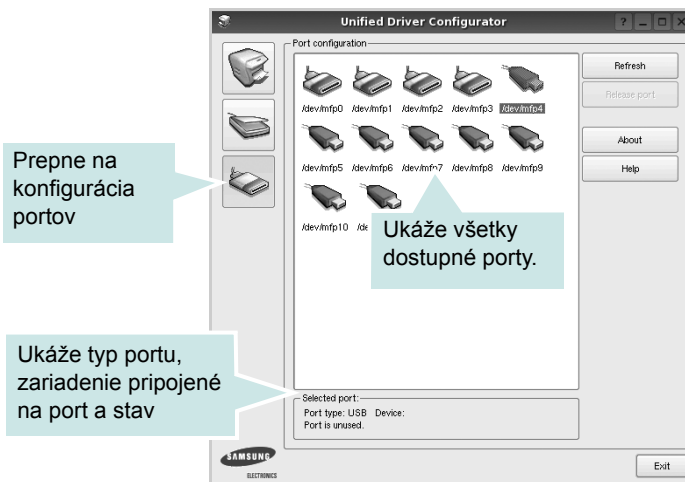 Unified Driver Configurator
Port configuration
/dev/mfp0 /dev/mfp1 /dev/mfp2 /dev/mfp3 /dev/mfp4
/dev/mfp5 /dev/mfp6 /dev/mfp7 /dev/mfp8 /dev/mfp9
/dev/mfp10
Refresh
Release port
About
Help
Prepne na
konfigurácia
portov
Ukáže všetky
dostupné porty.
Ukáže typ portu,
zariadenie pripojené
na port a stav
Selected port:
Port type: USB Device:
Port is unused.
SAMSUNG
ELECTRONICS
Exit